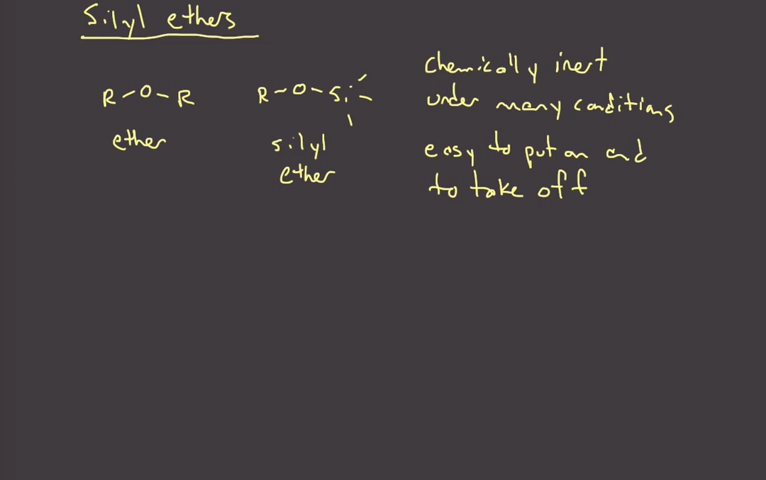 Silyl ethers
R-O-R
ether
R-O-Si
silyl
ether
chemically inert
under many conditions
easy to put on and
to take off